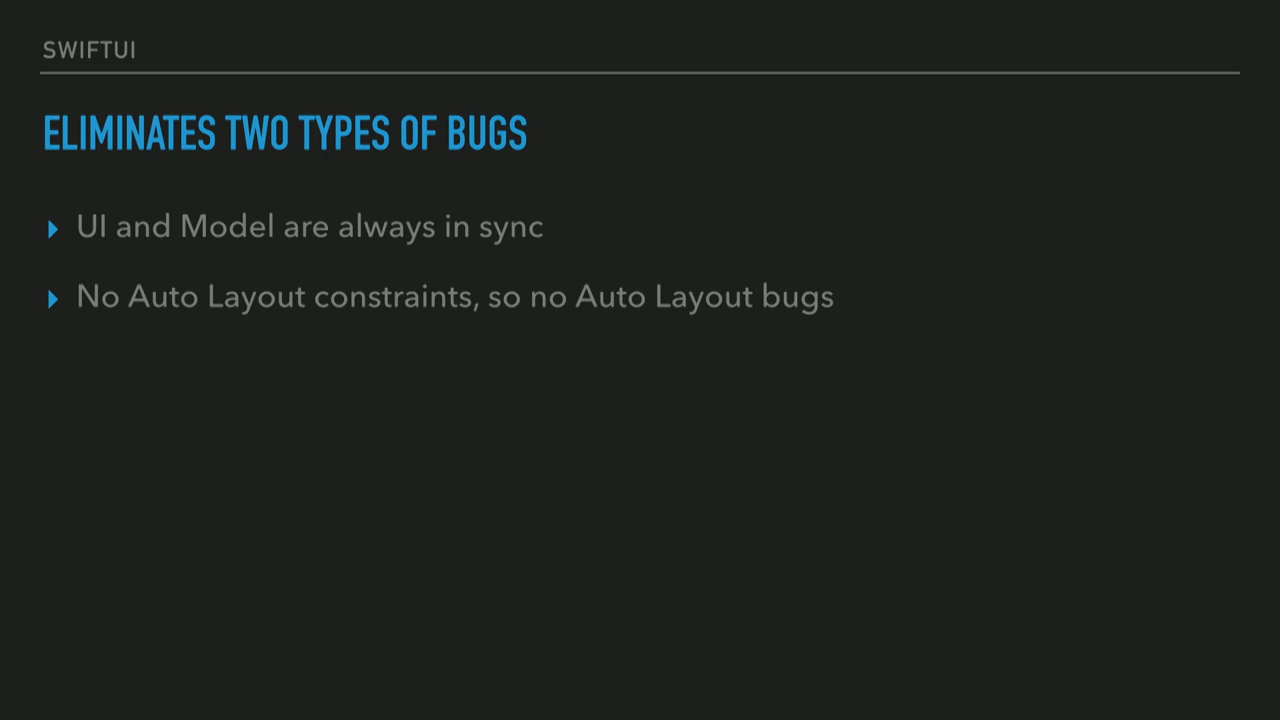 SWIFTUI
ELIMINATES TWO TYPES OF BUGS
UI and Model are always in sync
No Auto Layout constraints, so no Auto Layout bugs